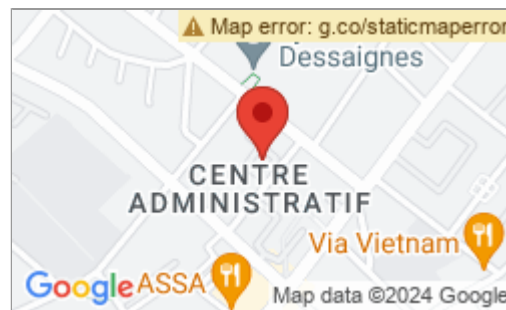 Map error: g.co/staticmaperror
Dessaignes
CENTRE
ADMINISTRATIF
Via Vietnam
Google ASSA
Map data ©2024 Google